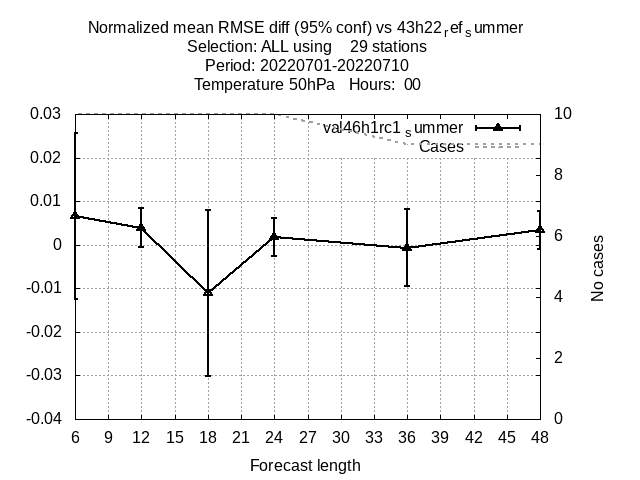 Normalized mean RMSE diff (95% conf) vs 43h22refsummer
Selection: ALL using 29 stations
Period: 20220701-20220710
Temperature 50hPa Hours: 00
0.03 10
val46h1rc1summer
Cases
0.02
8
0.01
6
0
-0.01
4
-0.02
2
-0.03
-0.04 0
No cases
6 9 12 15 18 21 24 27 30 33 36 39 42 45 48
Forecast length